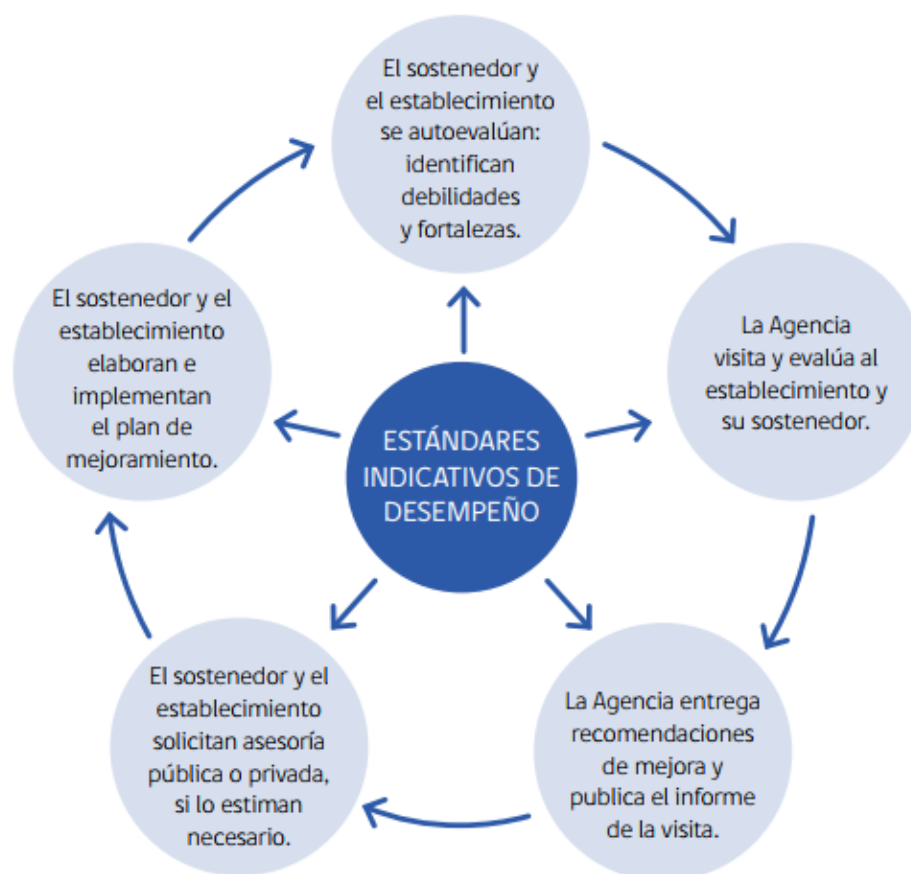 El sostenedor y
el establecimiento
se autoevalúan:
identifican
debilidades
y fortalezas.
La Agencia
visita y evalúa al
establecimiento y
su sostenedor.
La Agencia entrega
recomendaciones
de mejora y
publica el informe
de la visita.
El sostenedor y el
establecimiento
solicitan asesoría
pública o privada,
si lo estiman
necesario.
El sostenedor y el
establecimiento
elaboran e
implementan
el plan de
mejoramiento.
ESTÁNDARES
INDICATIVOS DE
DESEMPEÑO